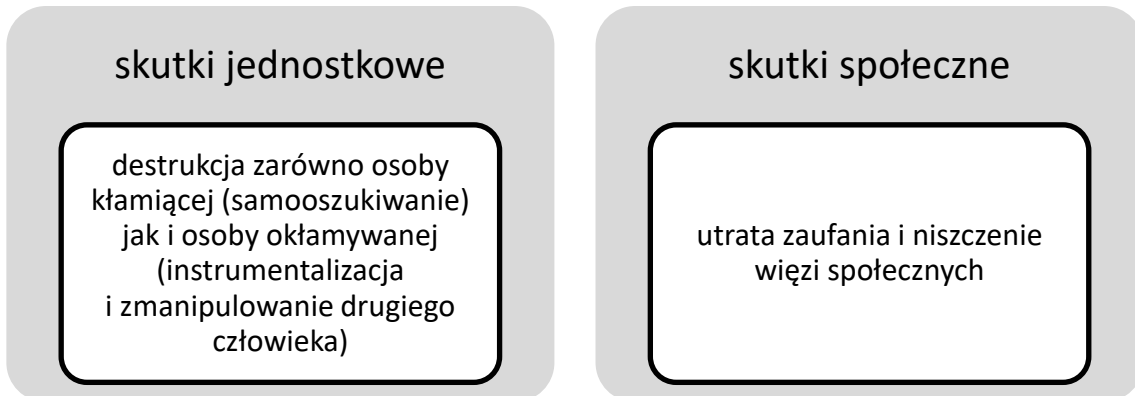 skutki jednostkowe
destrukcja zarówno osoby
kłamiącej (samooszukiwanie)
jak i osoby okłamywanej
(instrumentalizacja
i zmanipulowanie drugiego
człowieka)
skutki społeczne
utrata zaufania i niszczenie
więzi społecznych